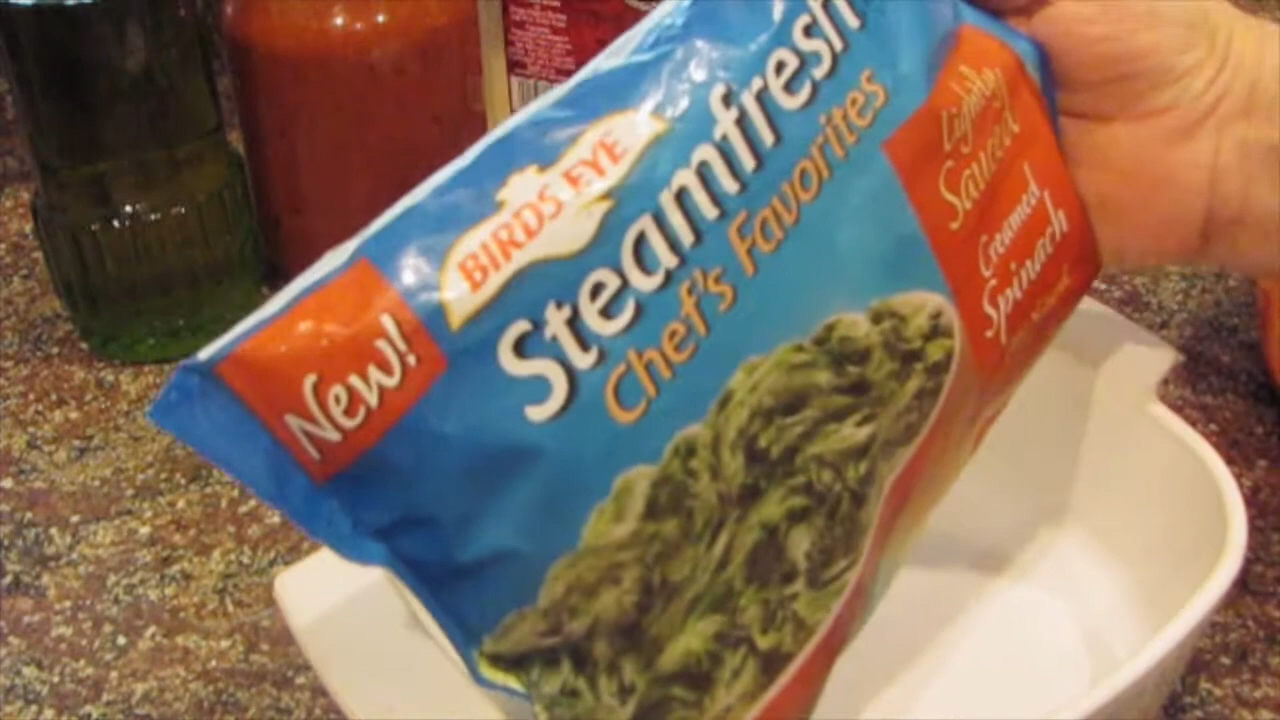 New!
BIRDS EYE
Steamfresh
Chef's Favorites
Lightly
Sauced
Creamed
Spinach